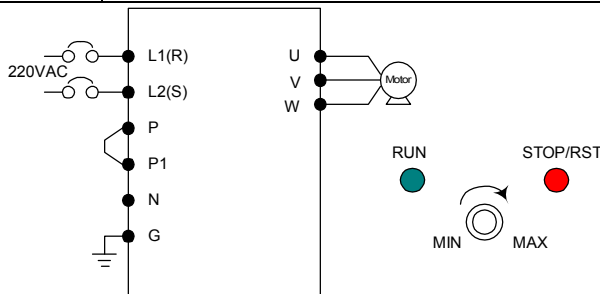 L1(R)
220VAC
L2(S)
P
P1
N
G
U
V
W
Motor
RUN
STOP/RST
MIN
MAX